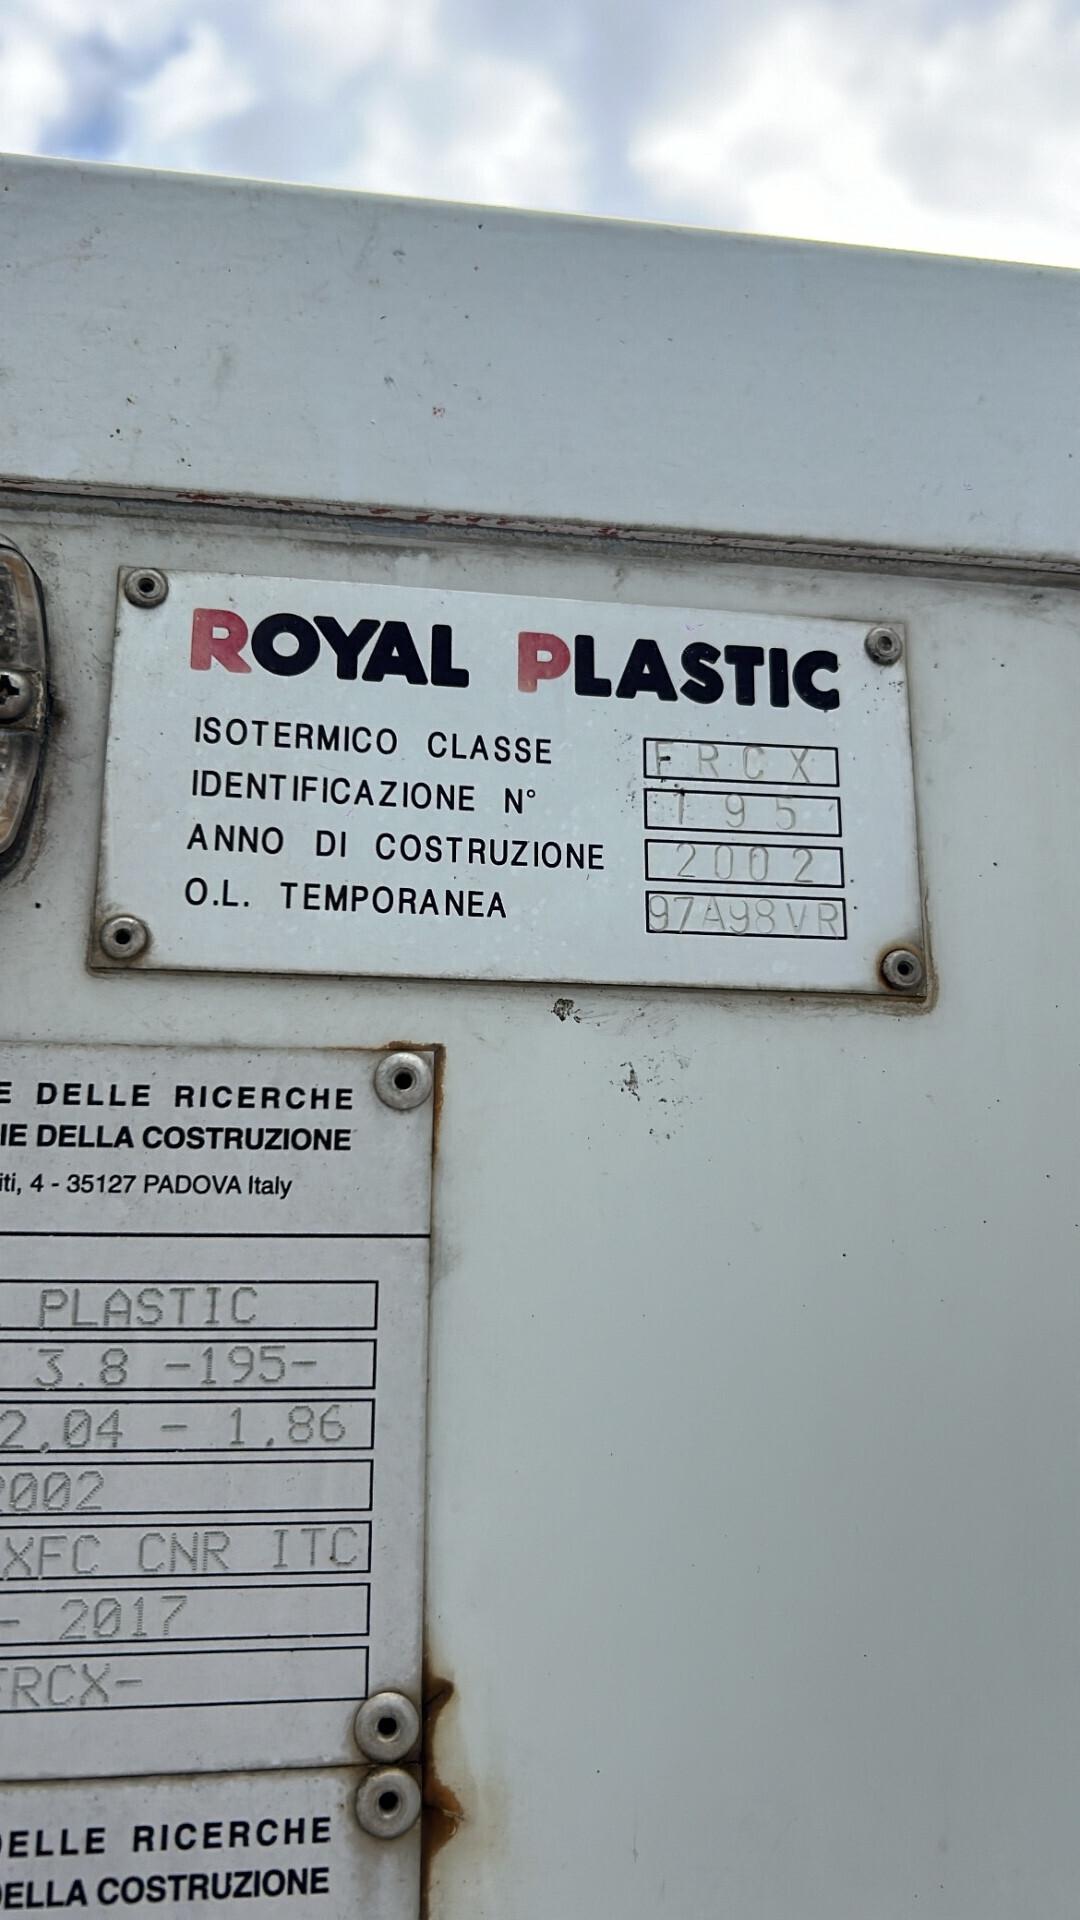 ROYAL PLASTIC
ISOTERMICO CLASSE FRCX
IDENTIFICAZIONE N° 195
ANNO DI COSTRUZIONE 2002
O.L. TEMPORANEA 97A98VR
E DELLE RICERCHE
IE DELLA COSTRUZIONE
iti, 4 - 35127 PADOVA Italy
PLASTIC
3.8 -195-
2,04 - 1,86
2002
XFC CNR ITC
- 2017
FRCX-
DELLE RICERCHE
DELLA COSTRUZIONE